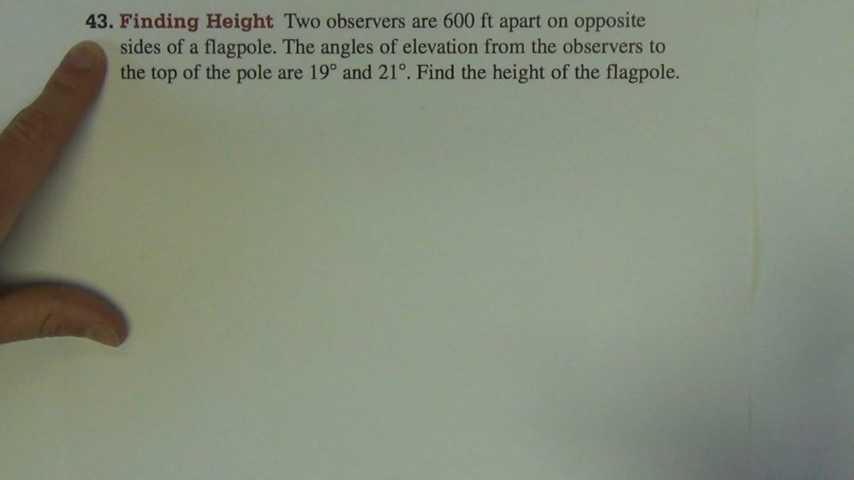 43. Finding Height Two observers are 600 ft apart on opposite
sides of a flagpole. The angles of elevation from the observers to
the top of the pole are 19° and 21°. Find the height of the flagpole.